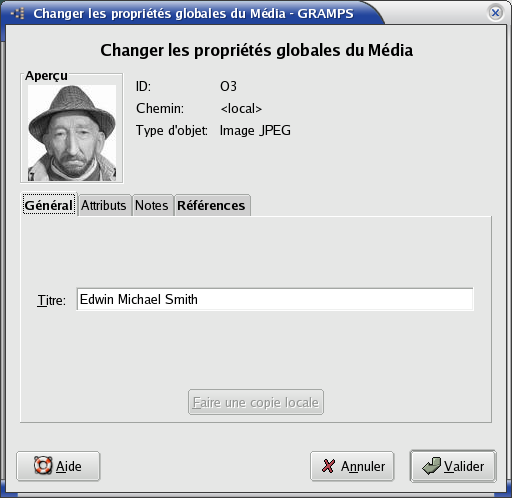 Changer les propriétés globales du Média - GRAMPS
Changer les propriétés globales du Média
Aperçu
ID: O3
Chemin: <local>
Type d'objet: Image JPEG
Général Attributs Notes Références
Titre: Edwin Michael Smith
Faire une copie locale
Aide Annuler Valider